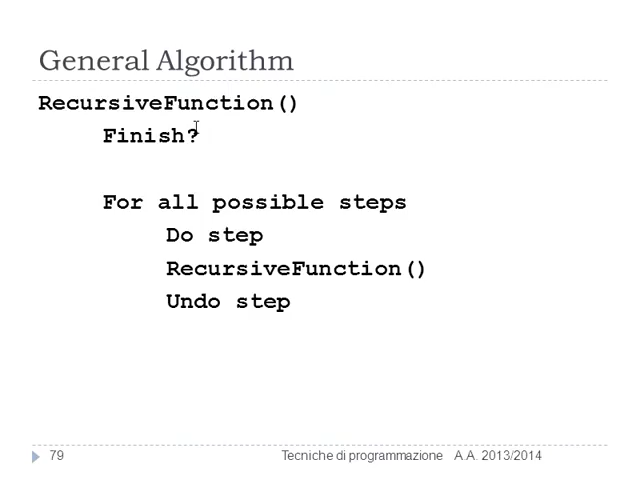 General Algorithm
RecursiveFunction()
Finish?
For all possible steps
Do step
RecursiveFunction()
Undo step
79 Tecniche di programmazione A.A. 2013/2014